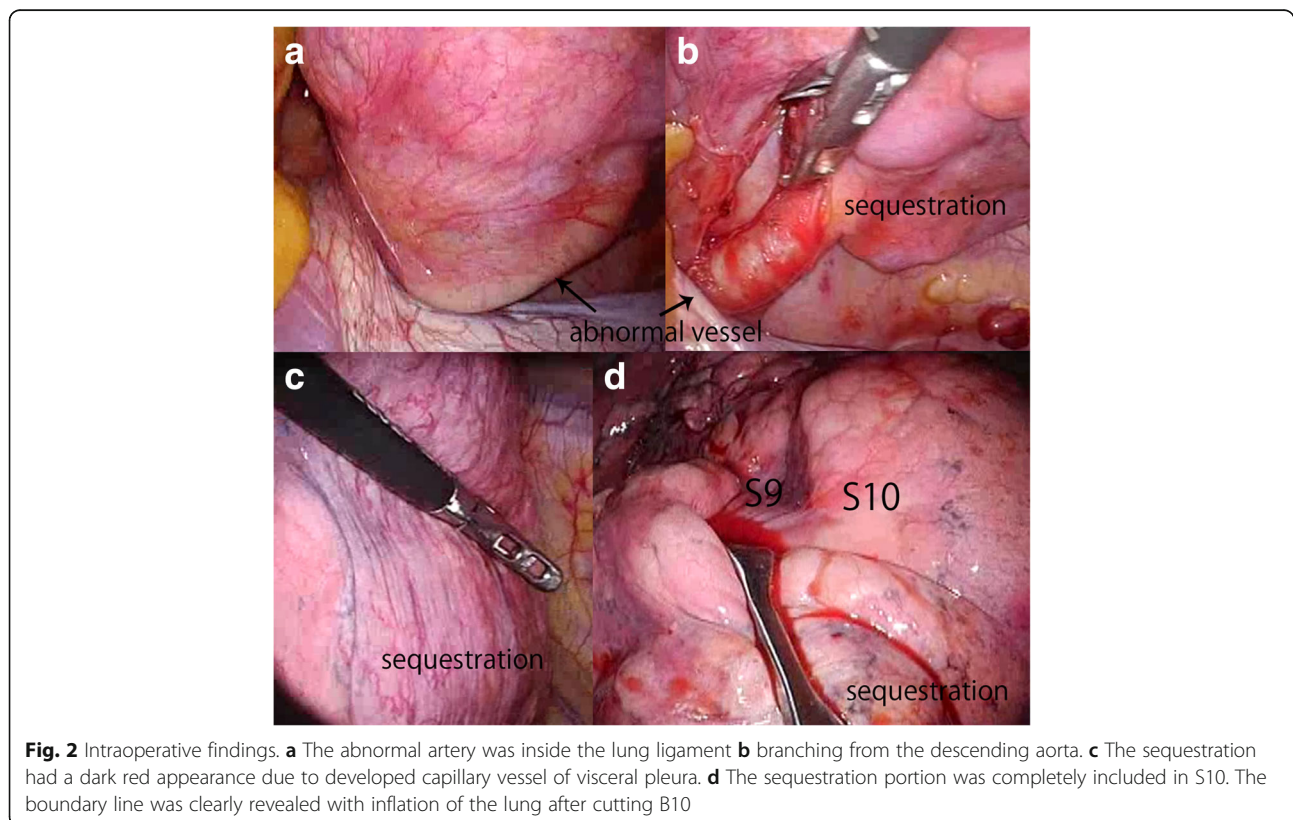 a
b
sequestration
abnormal vessel
c
d
S9
S10
sequestration
sequestration
Fig. 2 Intraoperative findings. a The abnormal artery was inside the lung ligament b branching from the descending aorta. c The sequestration
had a dark red appearance due to developed capillary vessel of visceral pleura. d The sequestration portion was completely included in S10. The
boundary line was clearly revealed with inflation of the lung after cutting B10